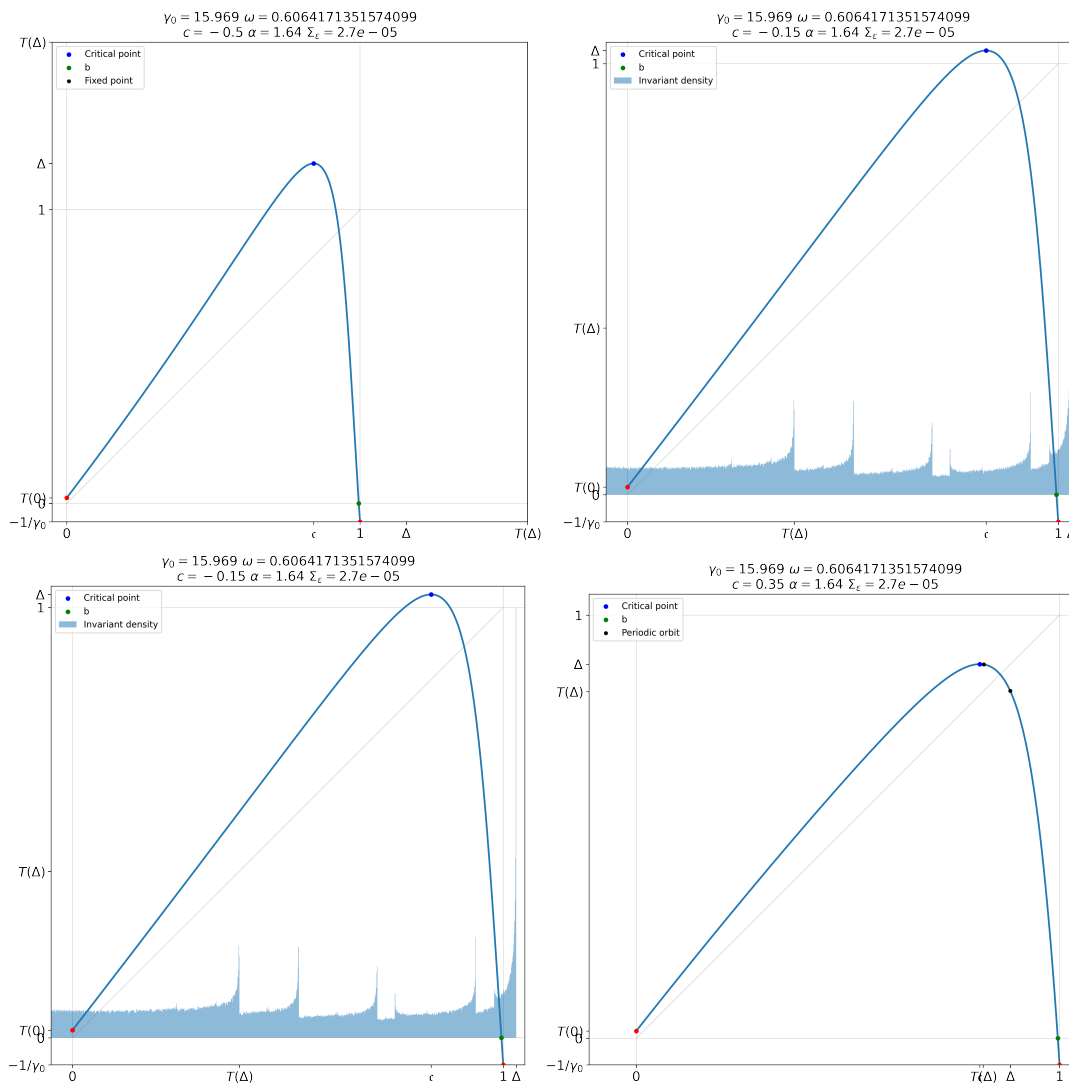 γ₀ = 15.969 ω = 0.6064171351574099
c = − 0.5 α = 1.64 Σ_ε = 2.7e − 05
T(Δ)
Critical point
b
Fixed point
Δ
1
T(0)
0
−1/γ₀
0
c
1
Δ
T(Δ)
γ₀ = 15.969 ω = 0.6064171351574099
c = − 0.15 α = 1.64 Σ_ε = 2.7e − 05
Δ
1
Critical point
b
Invariant density
T(Δ)
T(0)
0
−1/γ₀
0
T(Δ)
c
1
γ₀ = 15.969 ω = 0.6064171351574099
c = − 0.15 α = 1.64 Σ_ε = 2.7e − 05
Δ
1
Critical point
b
Invariant density
T(Δ)
T(0)
0
−1/γ₀
0
T(Δ)
c
1
Δ
γ₀ = 15.969 ω = 0.6064171351574099
c = 0.35 α = 1.64 Σ_ε = 2.7e − 05
Critical point
b
Periodic orbit
1
Δ
T(Δ)
T(0)
0
−1/γ₀
0
T(Δ)
Δ
1